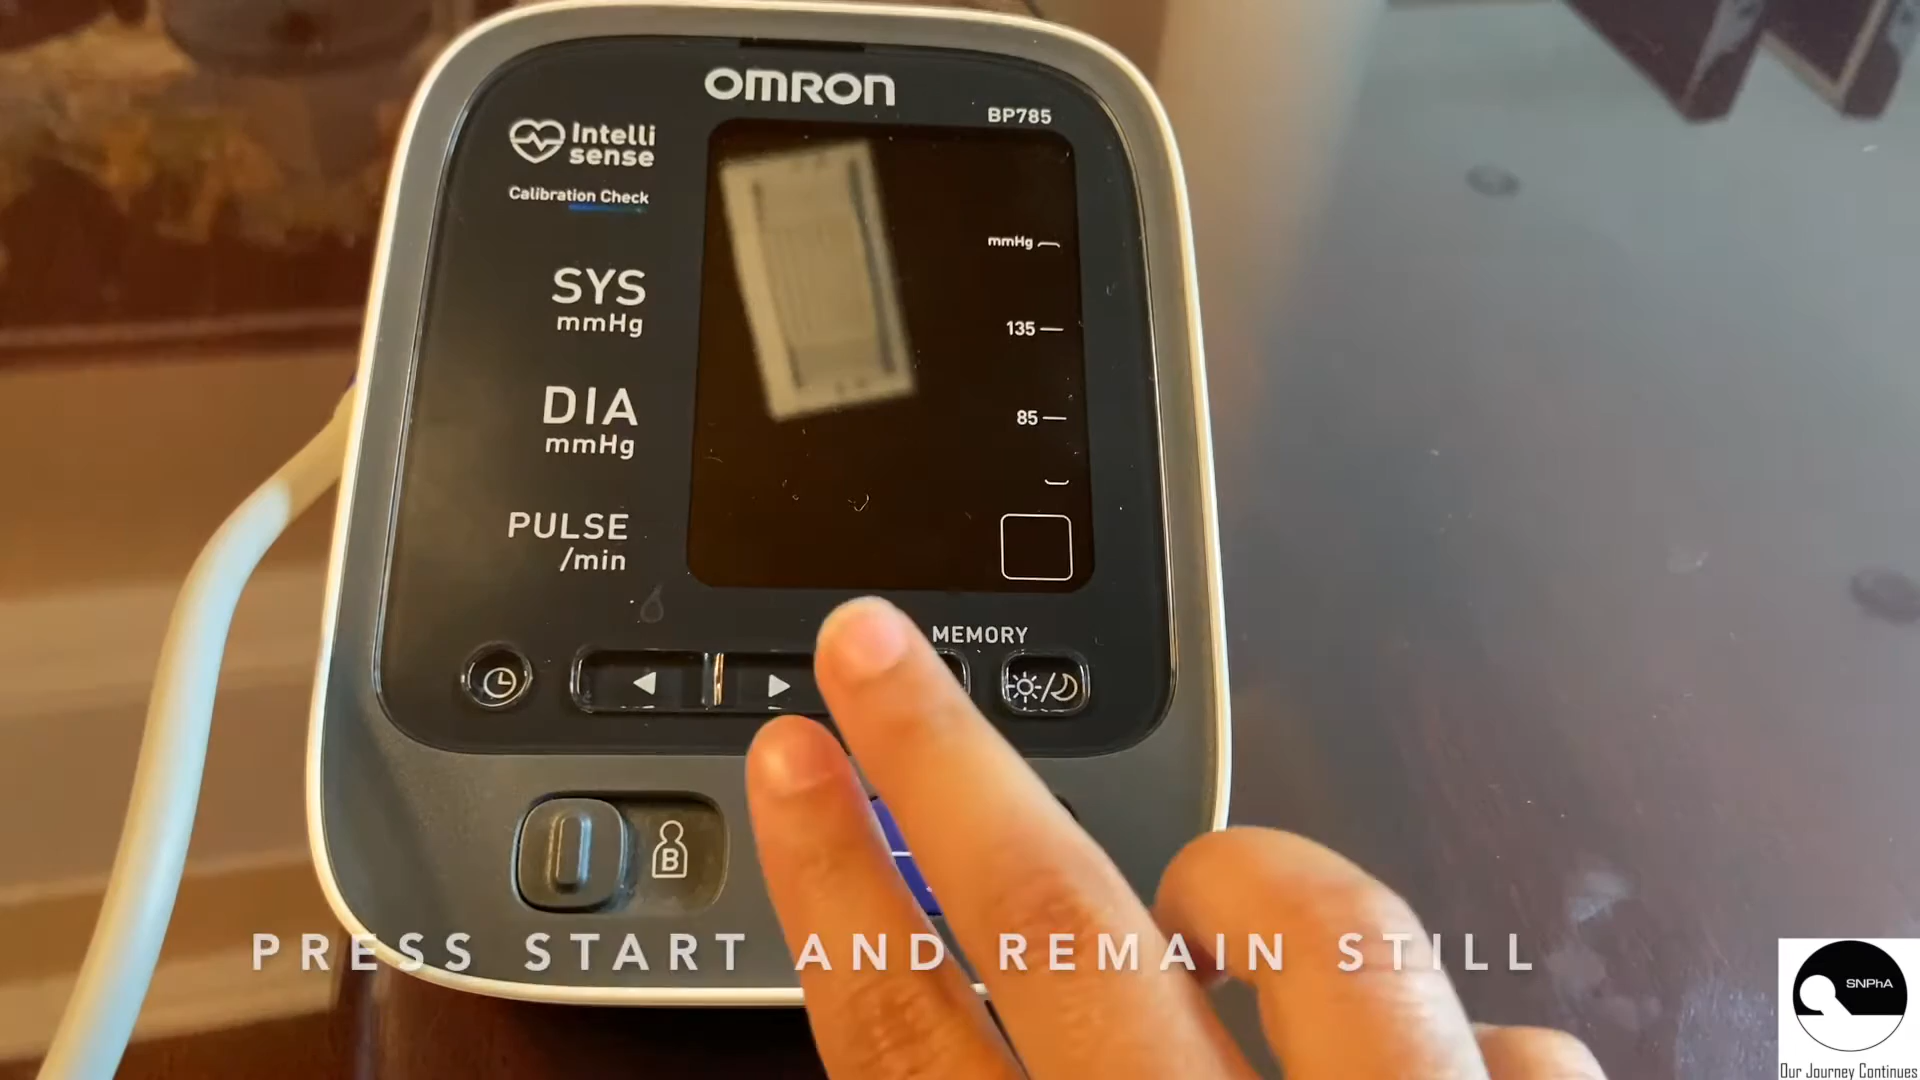 OMRON
BP785
Intelli
sense
Calibration Check
mmHg
SYS
mmHg
135
DIA
mmHg
85
PULSE
/min
MEMORY
B
PRESS START AND REMAIN STILL
SNPhA
Our Journey Continues